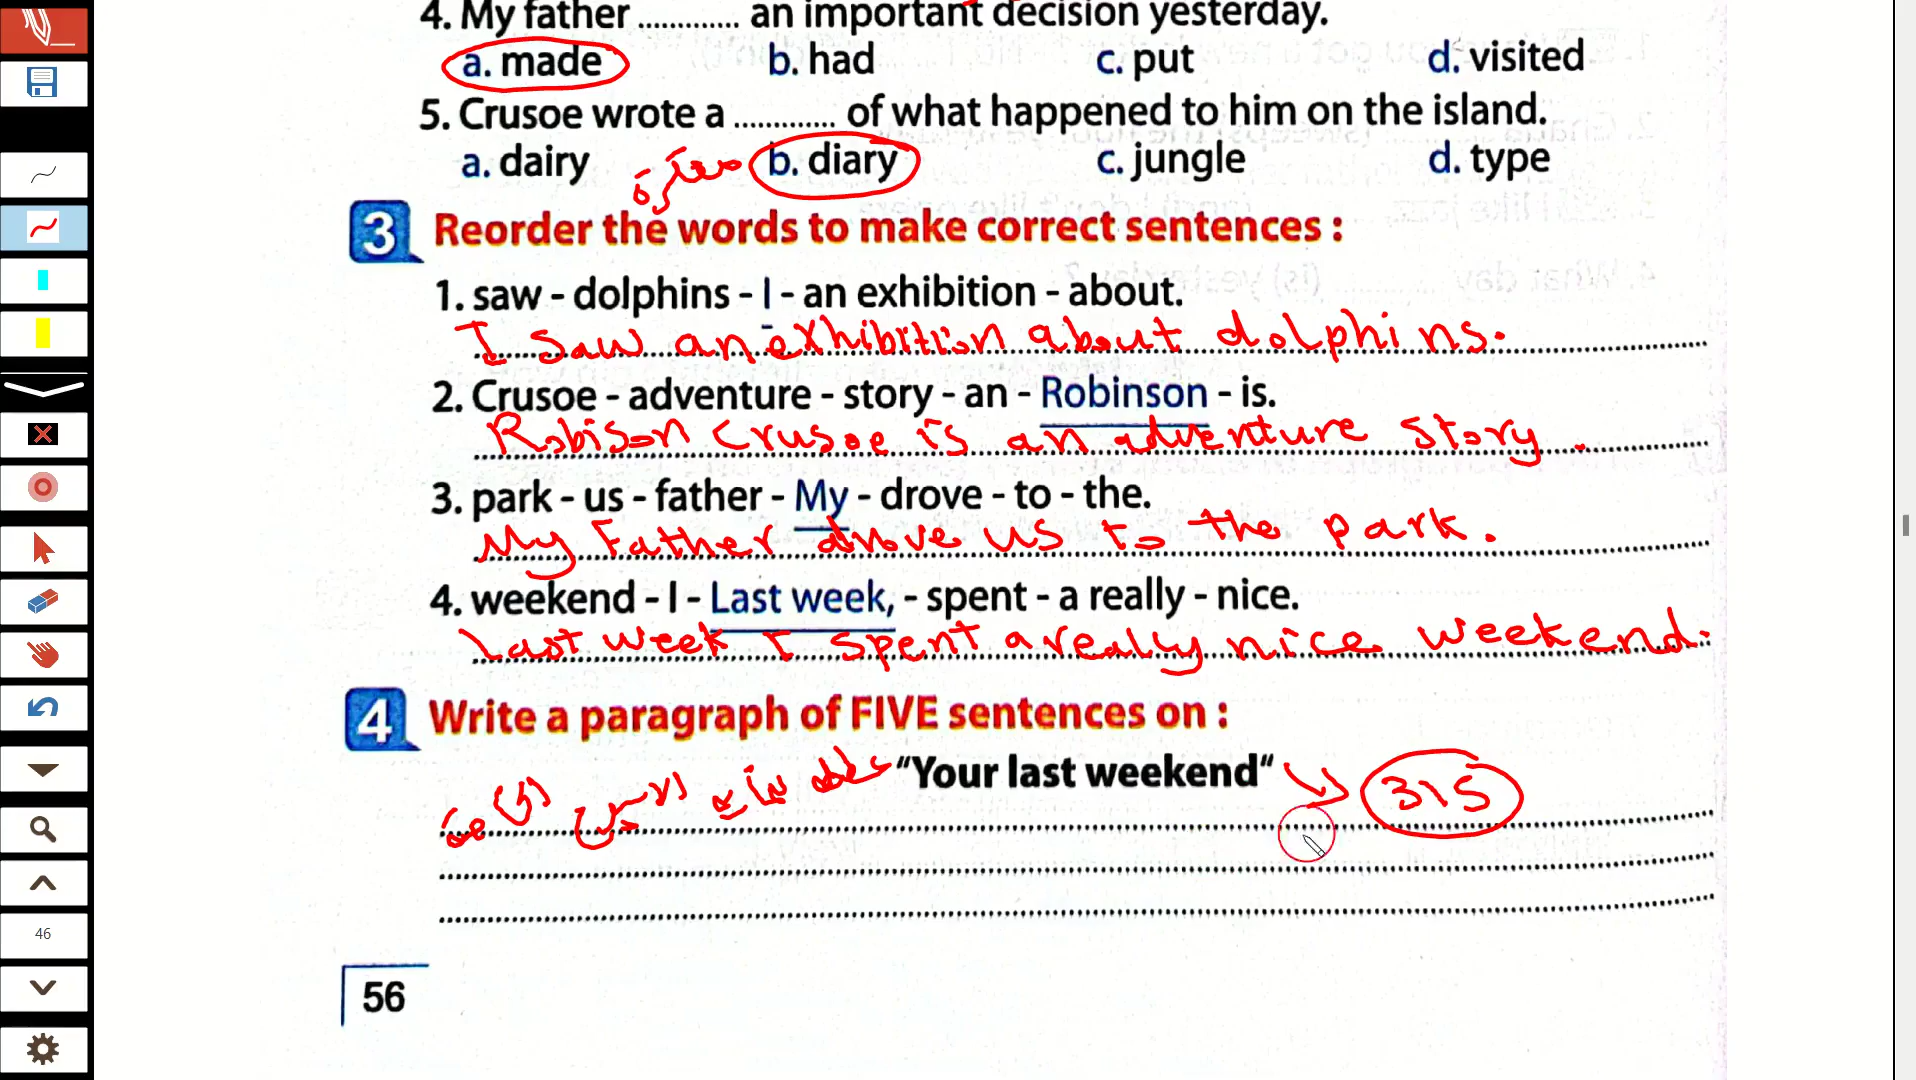 4. My father ............. an important decision yesterday.
a. made b. had c. put d. visited
5. Crusoe wrote a ............. of what happened to him on the island.
a. dairy b. diary c. jungle d. type
3 Reorder the words to make correct sentences :
1. saw - dolphins - I - an exhibition - about.
I saw an exhibition about dolphins.
2. Crusoe - adventure - story - an - Robinson - is.
Robison Crusoe is an adventure story.
3. park - us - father - My - drove - to - the.
My Father drove us to the park.
4. weekend - I - Last week, - spent - a really - nice.
Last week I spent a really nice weekend.
4 Write a paragraph of FIVE sentences on :
"Your last weekend"
315
46
56